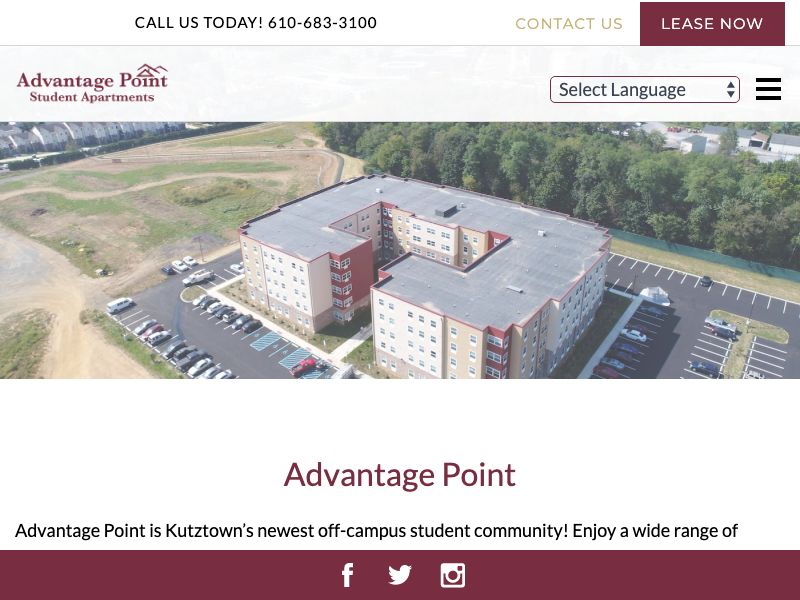 CALL US TODAY! 610-683-3100
CONTACT US
LEASE NOW
Advantage Point
Student Apartments
Select Language
Advantage Point
Advantage Point is Kutztown's newest off-campus student community! Enjoy a wide range of